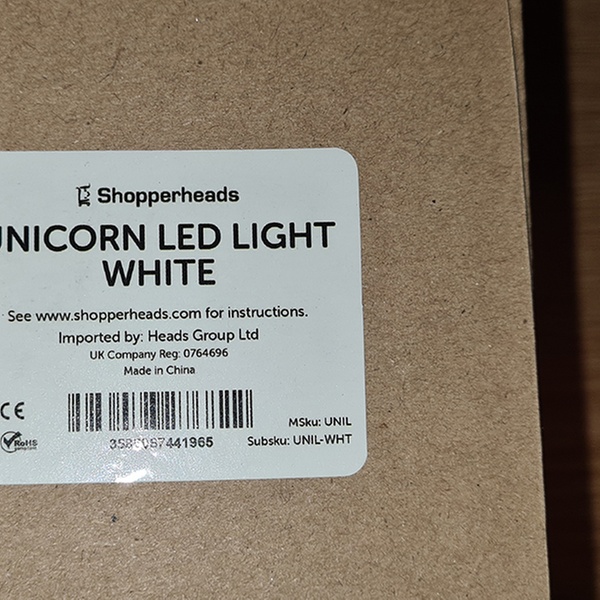 Shopperheads
UNICORN LED LIGHT
WHITE
See www.shopperheads.com for instructions.
Imported by: Heads Group Ltd
UK Company Reg: 0764696
Made in China
CE
RoHS
MSku: UNIL
Subsku: UNIL-WHT